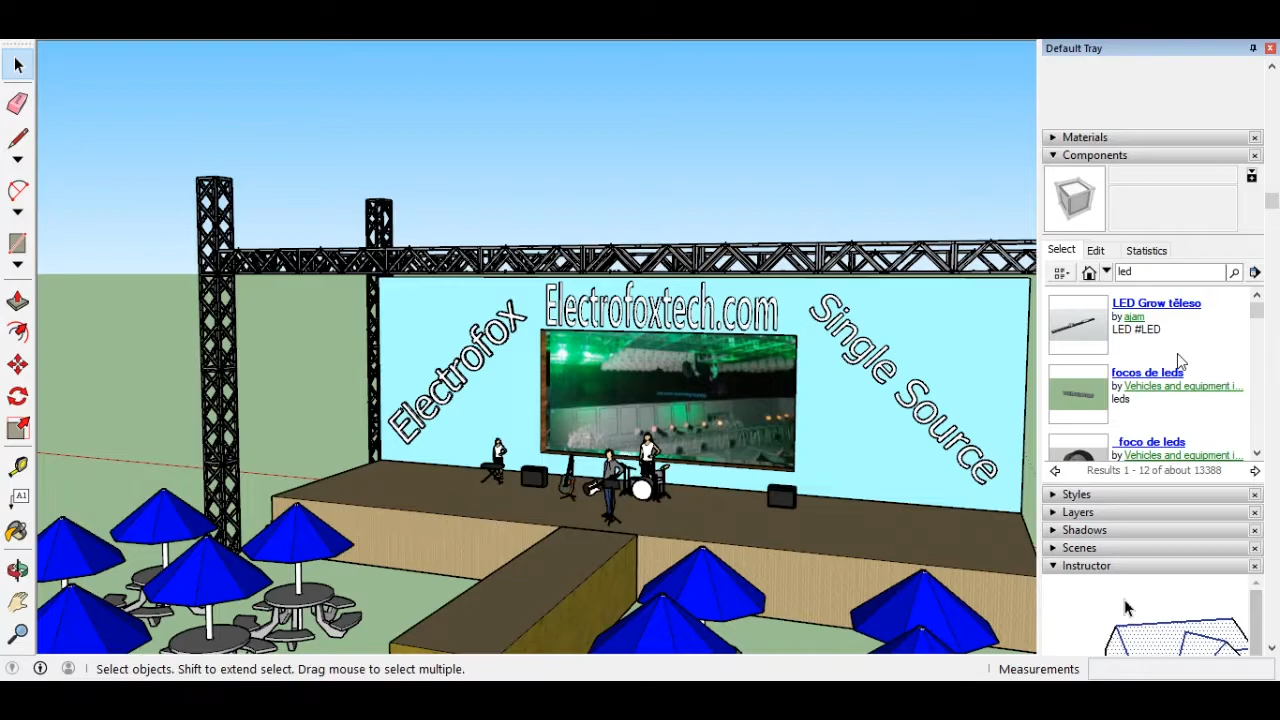 Default Tray
Materials
Components
Select
Edit
Statistics
led
LED Grow têleso
by ajam
LED #LED
focos de leds
by Vehicles and equipment i...
leds
_foco de leds
by Vehicles and equipment i...
Results 1 - 12 of about 13388
Styles
Layers
Shadows
Scenes
Instructor
Electrofox
Electrofoxtech.com
Single Source
A1
Select objects. Shift to extend select. Drag mouse to select multiple.
Measurements